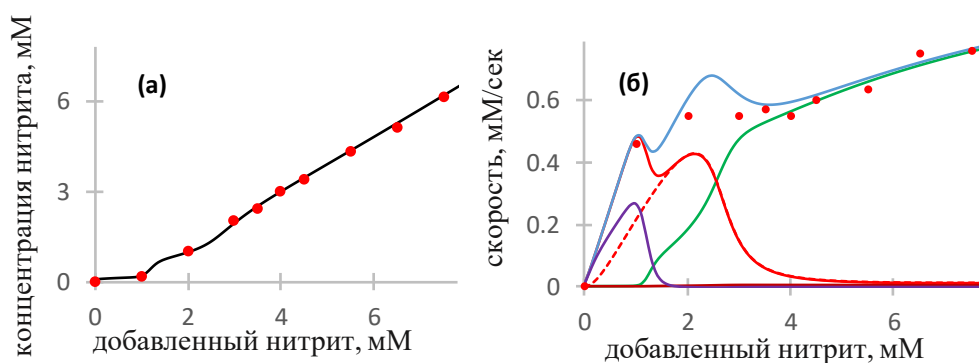 концентрация нитрита, мМ
6
3
0
(а)
0
2
4
6
добавленный нитрит, мМ
скорость, мМ/сек
0.6
0.4
0.2
0
(б)
0
2
4
6
добавленный нитрит, мМ